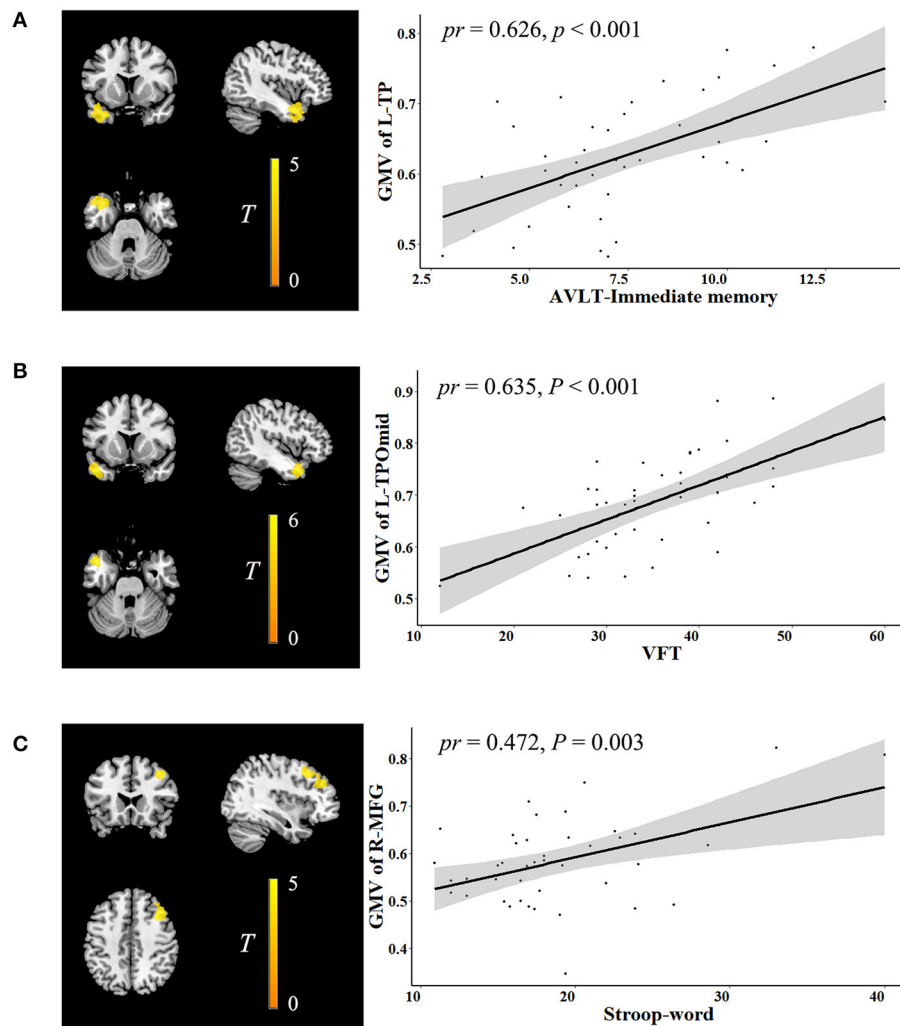 A
5
T
0
pr = 0.626, p < 0.001
GMV of L-TP
0.8
0.7
0.6
0.5
2.5 5.0 7.5 10.0 12.5
AVLT-Immediate memory
B
6
T
0
pr = 0.635, P < 0.001
GMV of L-TPOmid
0.9
0.8
0.7
0.6
0.5
10 20 30 40 50 60
VFT
C
5
T
0
pr = 0.472, P = 0.003
GMV of R-MFG
0.8
0.7
0.6
0.5
0.4
10 20 30 40
Stroop-word